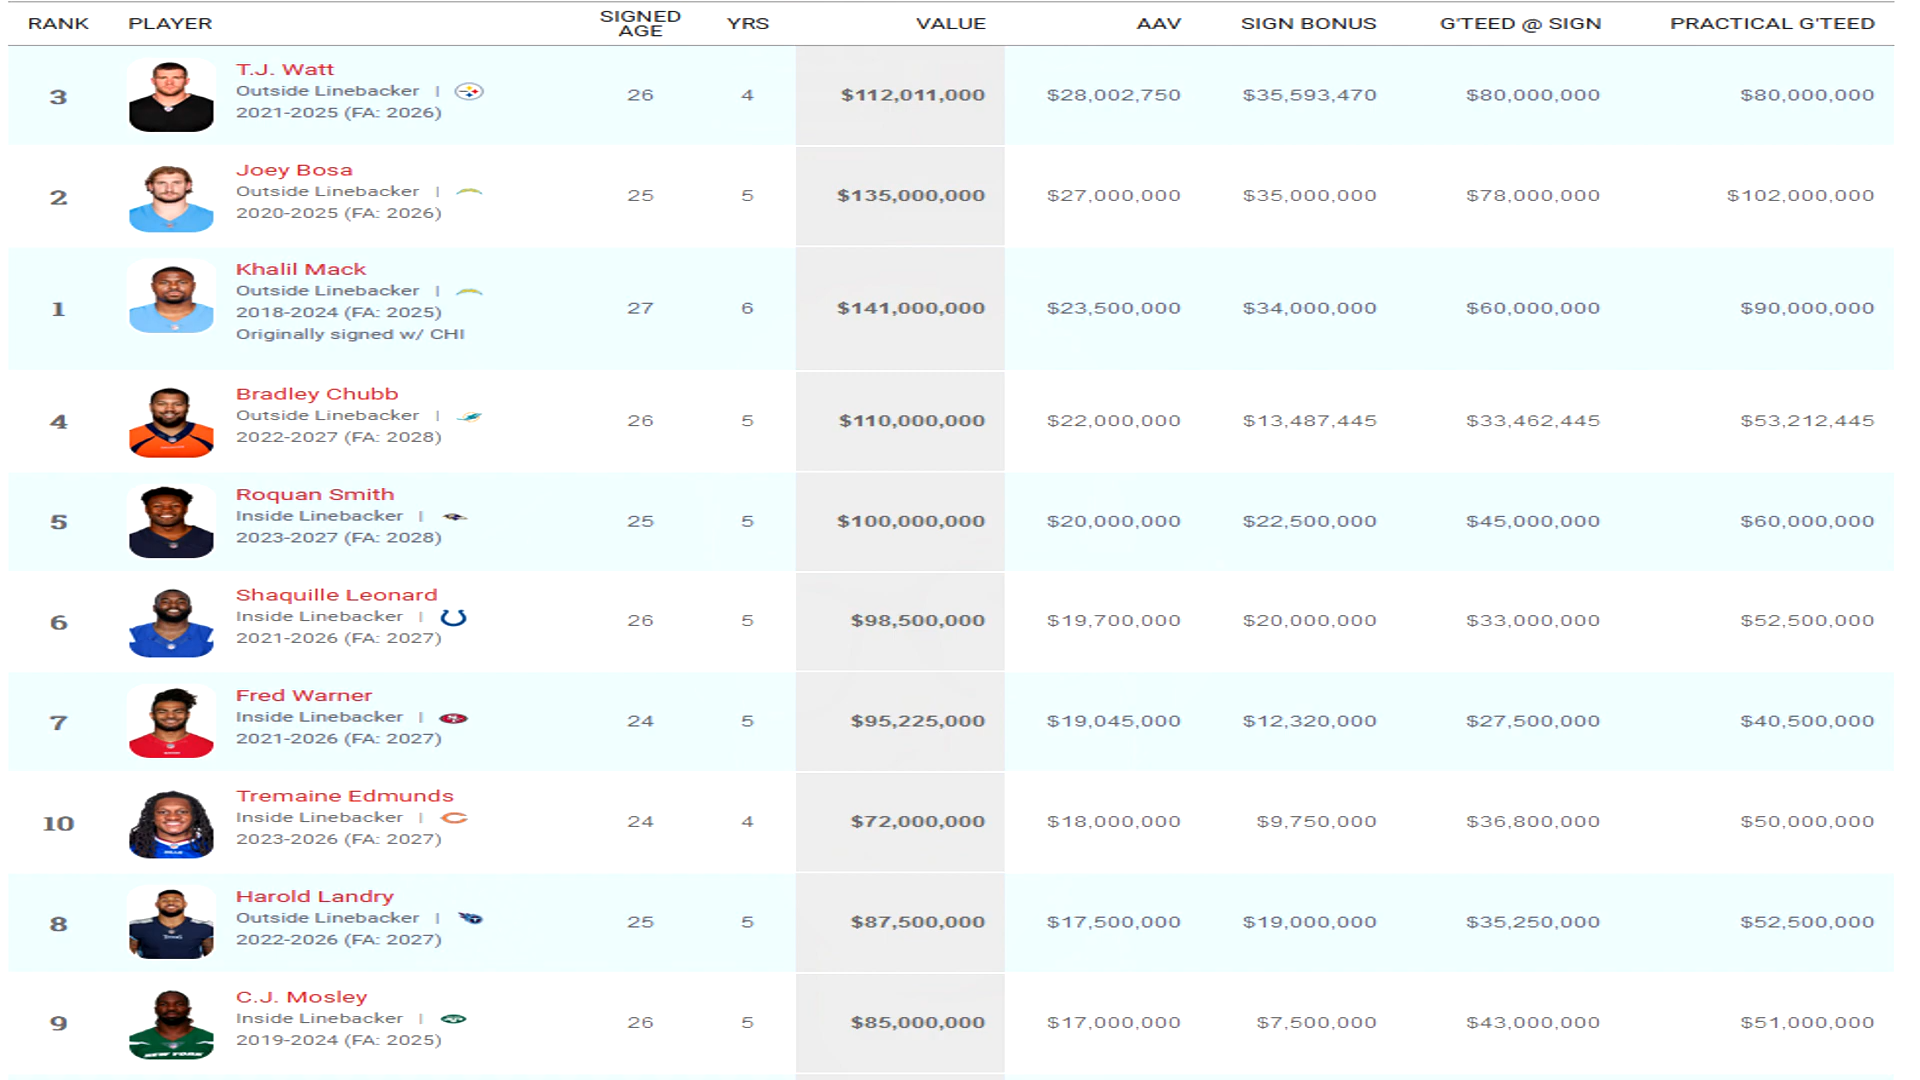 RANK PLAYER SIGNED AGE YRS VALUE AAV SIGN BONUS G'TEED @ SIGN PRACTICAL G'TEED
T.J. Watt
Outside Linebacker |
2021-2025 (FA: 2026)
3 26 4 $112,011,000 $28,002,750 $35,593,470 $80,000,000 $80,000,000
Joey Bosa
Outside Linebacker |
2020-2025 (FA: 2026)
2 25 5 $135,000,000 $27,000,000 $35,000,000 $78,000,000 $102,000,000
Khalil Mack
Outside Linebacker |
2018-2024 (FA: 2025)
Originally signed w/ CHI
1 27 6 $141,000,000 $23,500,000 $34,000,000 $60,000,000 $90,000,000
Bradley Chubb
Outside Linebacker |
2022-2027 (FA: 2028)
4 26 5 $110,000,000 $22,000,000 $13,487,445 $33,462,445 $53,212,445
Roquan Smith
Inside Linebacker |
2023-2027 (FA: 2028)
5 25 5 $100,000,000 $20,000,000 $22,500,000 $45,000,000 $60,000,000
Shaquille Leonard
Inside Linebacker |
2021-2026 (FA: 2027)
6 26 5 $98,500,000 $19,700,000 $20,000,000 $33,000,000 $52,500,000
Fred Warner
Inside Linebacker |
2021-2026 (FA: 2027)
7 24 5 $95,225,000 $19,045,000 $12,320,000 $27,500,000 $40,500,000
Tremaine Edmunds
Inside Linebacker |
2023-2026 (FA: 2027)
10 24 4 $72,000,000 $18,000,000 $9,750,000 $36,800,000 $50,000,000
Harold Landry
Outside Linebacker |
2022-2026 (FA: 2027)
8 25 5 $87,500,000 $17,500,000 $19,000,000 $35,250,000 $52,500,000
C.J. Mosley
Inside Linebacker |
2019-2024 (FA: 2025)
9 26 5 $85,000,000 $17,000,000 $7,500,000 $43,000,000 $51,000,000
NEW YORK